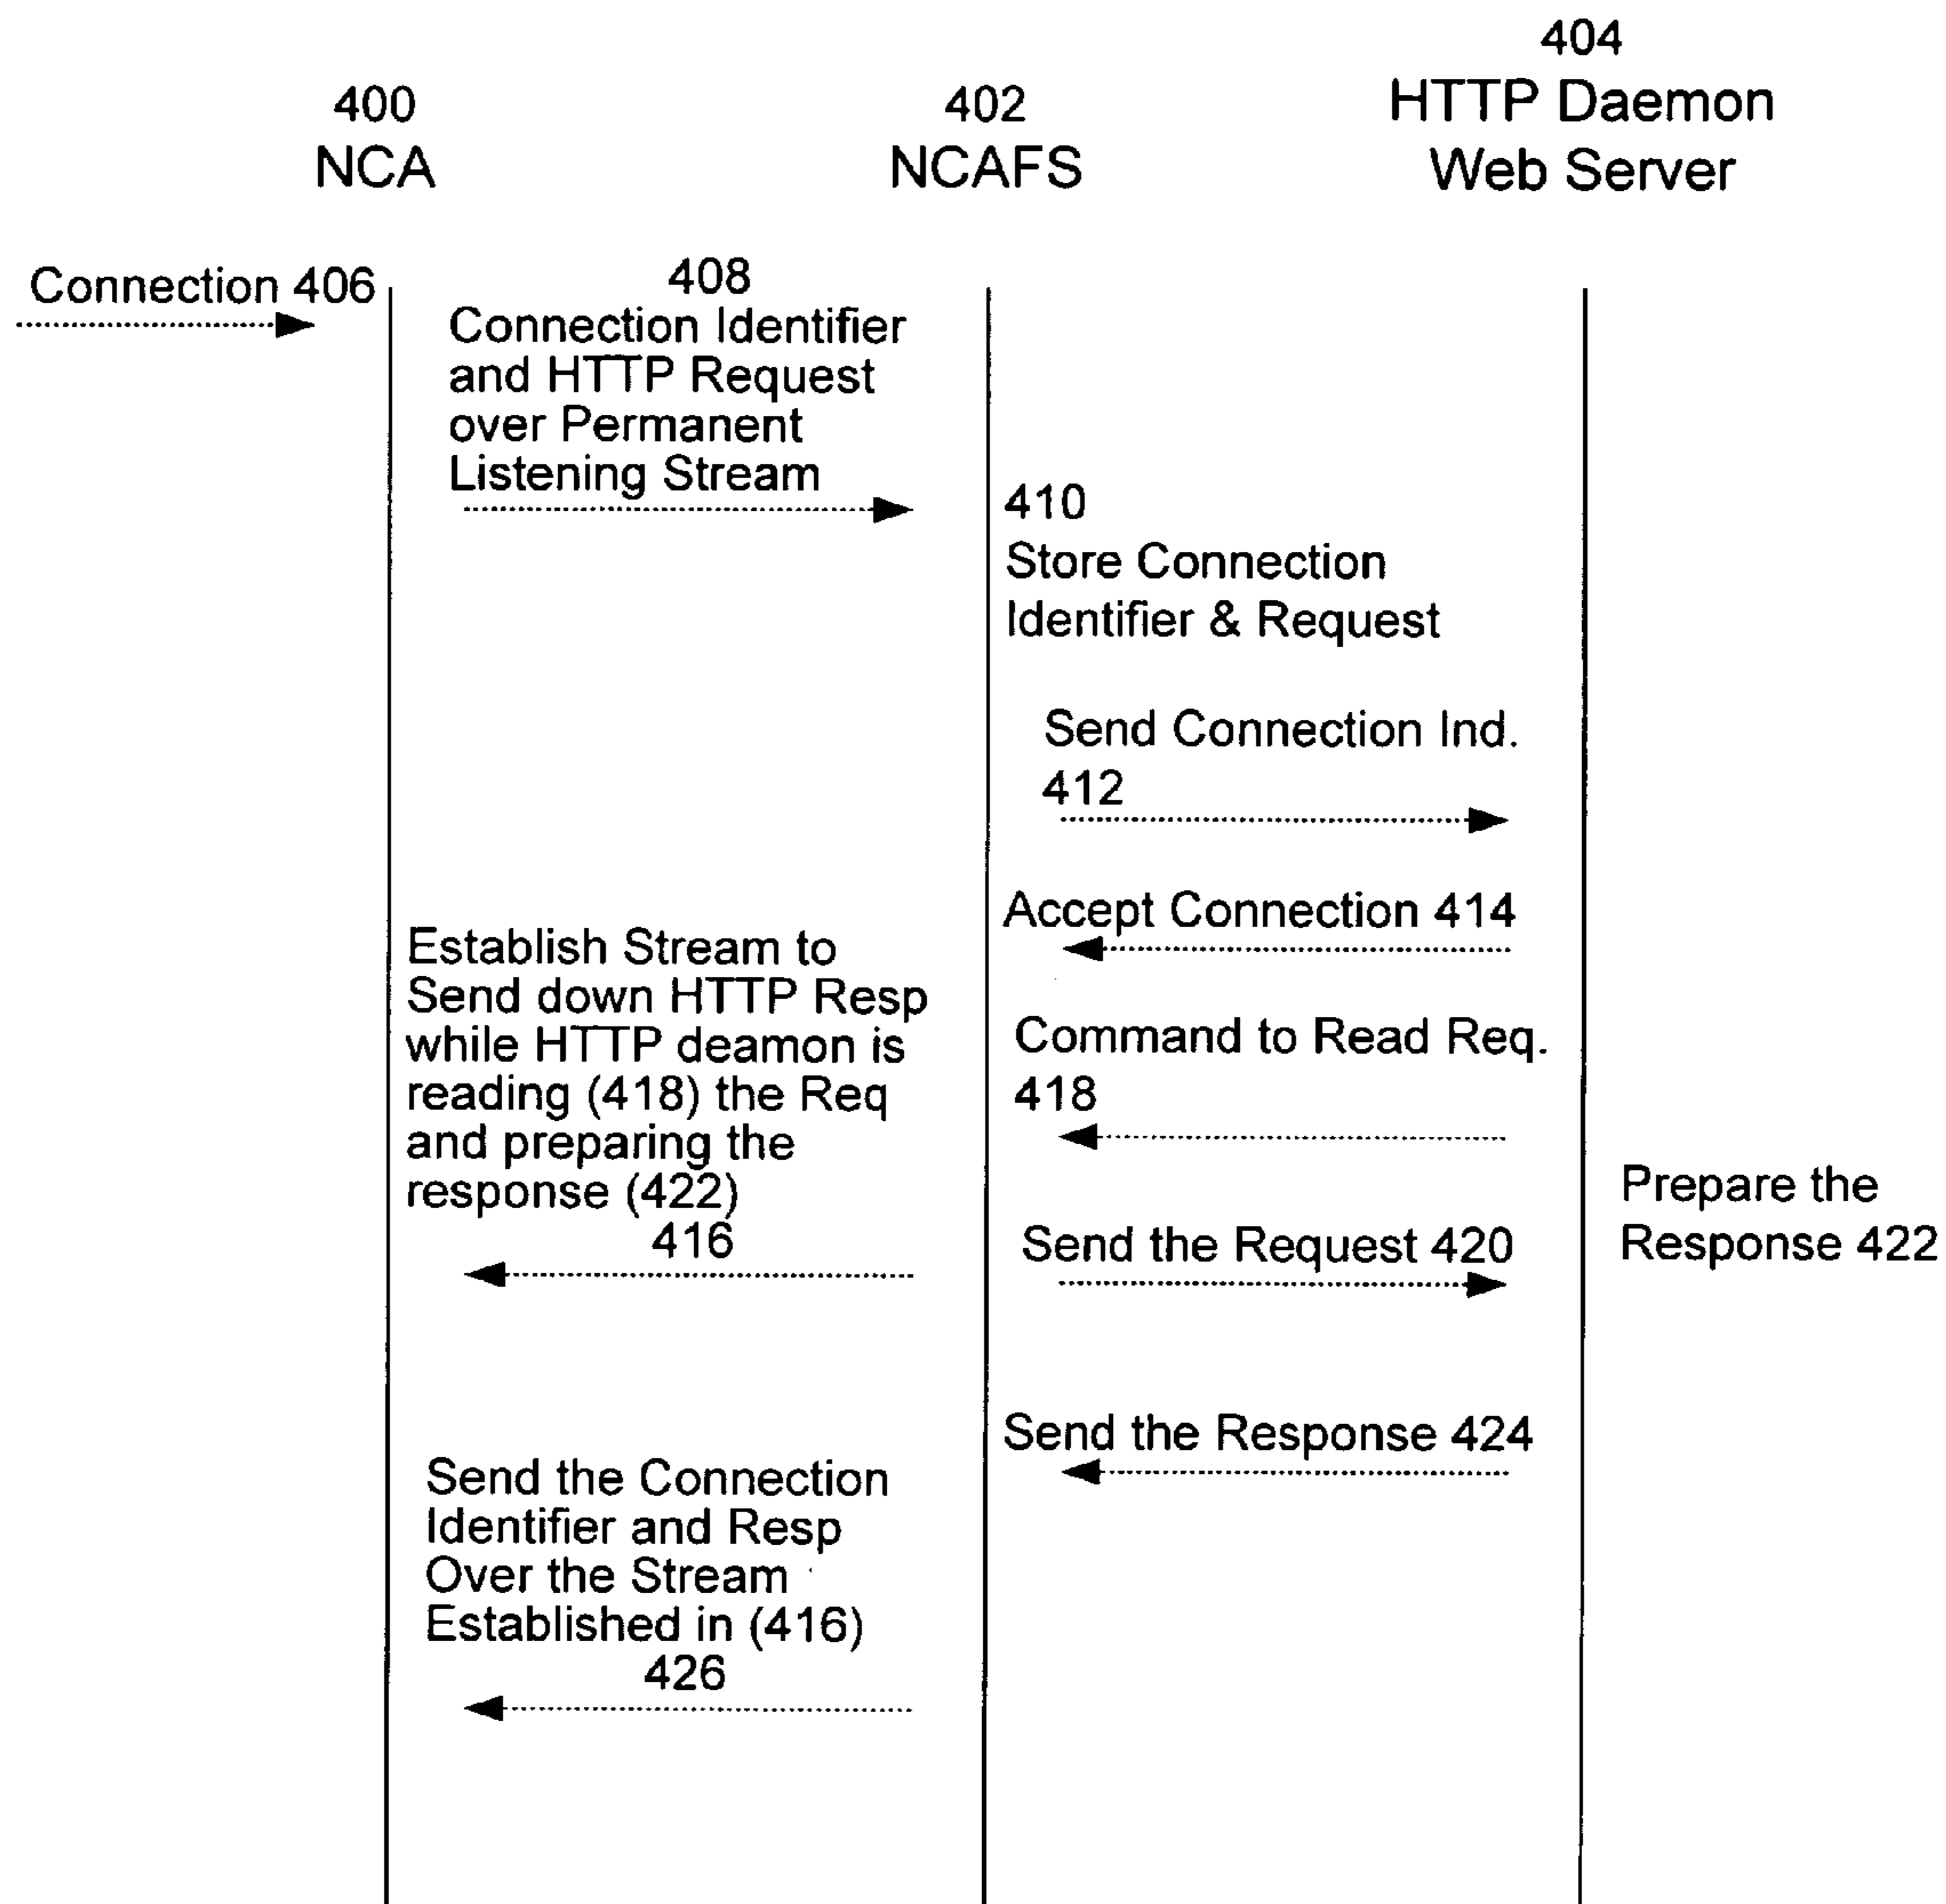 404
HTTP Daemon
Web Server
400
NCA
402
NCAFS
Connection 406
408
Connection Identifier
and HTTP Request
over Permanent
Listening Stream
410
Store Connection
Identifier & Request
Send Connection Ind.
412
Accept Connection 414
Establish Stream to
Send down HTTP Resp
while HTTP deamon is
reading (418) the Req
and preparing the
response (422)
416
Command to Read Req.
418
Send the Request 420
Prepare the
Response 422
Send the Response 424
Send the Connection
Identifier and Resp
Over the Stream
Established in (416)
426